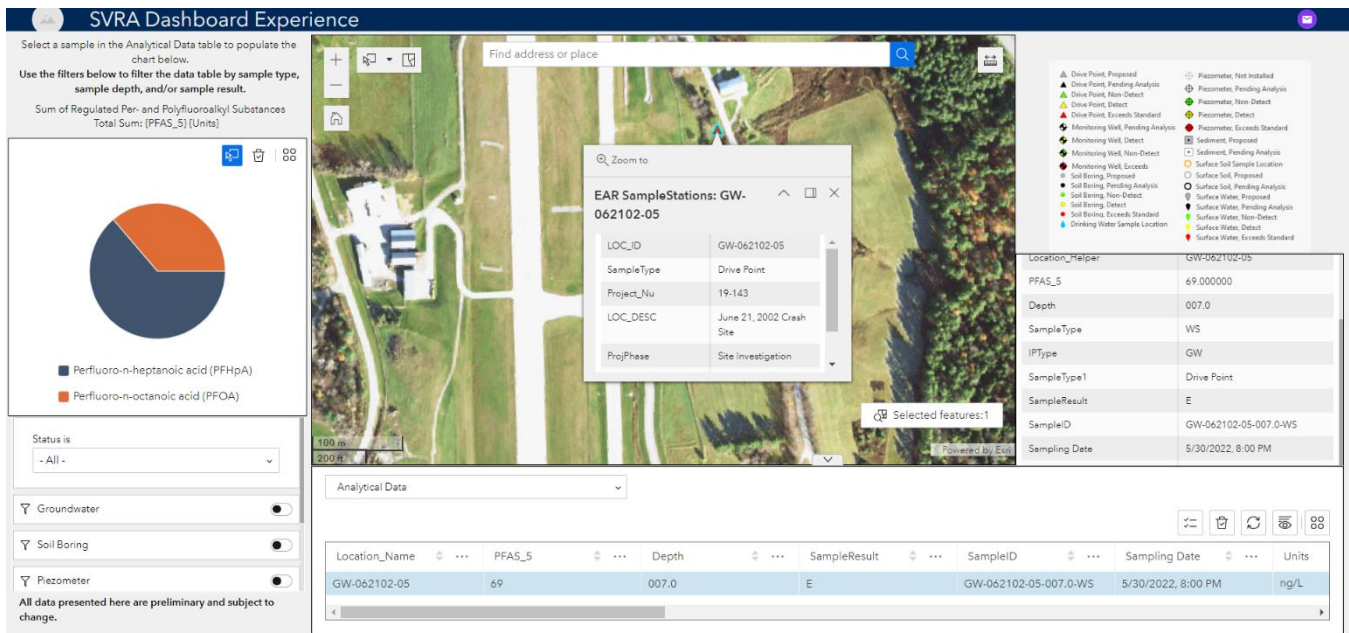 SVRA Dashboard Experience
Select a sample in the Analytical Data table to populate the
chart below.
Use the filters below to filter the data table by sample type,
sample depth, and/or sample result.
Sum of Regulated Per- and Polyfluoroalkyl Substances
Total Sum: {PFAS_5} {Units}
Perfluoro-n-heptanoic acid (PFHpA)
Perfluoro-n-octanoic acid (PFOA)
Status is
- All -
Groundwater
Soil Boring
Piezometer
All data presented here are preliminary and subject to
change.
Find address or place
Zoom to
EAR SampleStations: GW-
062102-05
LOC_ID GW-062102-05
SampleType Drive Point
Project_Nu 19-143
LOC_DESC June 21, 2002 Crash
Site
ProjPhase Site Investigation
Selected features:1
100 m
200 ft
Powered by Esri
Drive Point, Proposed
Drive Point, Pending Analysis
Drive Point, Non-Detect
Drive Point, Detect
Drive Point, Exceeds Standard
Monitoring Well, Pending Analysis
Monitoring Well, Detect
Monitoring Well, Non-Detect
Monitoring Well, Exceeds
Soil Boring, Proposed
Soil Boring, Pending Analysis
Soil Boring, Non-Detect
Soil Boring, Detect
Soil Boring, Exceeds Standard
Drinking Water Sample Location
Piezometer, Not Installed
Piezometer, Pending Analysis
Piezometer, Non-Detect
Piezometer, Detect
Piezometer, Exceeds Standard
Sediment, Proposed
Sediment, Pending Analysis
Surface Soil Sample Location
Surface Soil, Proposed
Surface Soil, Pending Analysis
Surface Water, Proposed
Surface Water, Pending Analysis
Surface Water, Non-Detect
Surface Water, Detect
Surface Water, Exceeds Standard
Location_Helper GW-062102-05
PFAS_5 69.000000
Depth 007.0
SampleType WS
IPType GW
SampleType1 Drive Point
SampleResult E
SampleID GW-062102-05-007.0-WS
Sampling Date 5/30/2022, 8:00 PM
Analytical Data
Location_Name PFAS_5 Depth SampleResult SampleID Sampling Date Units
GW-062102-05 69 007.0 E GW-062102-05-007.0-WS 5/30/2022, 8:00 PM ng/L